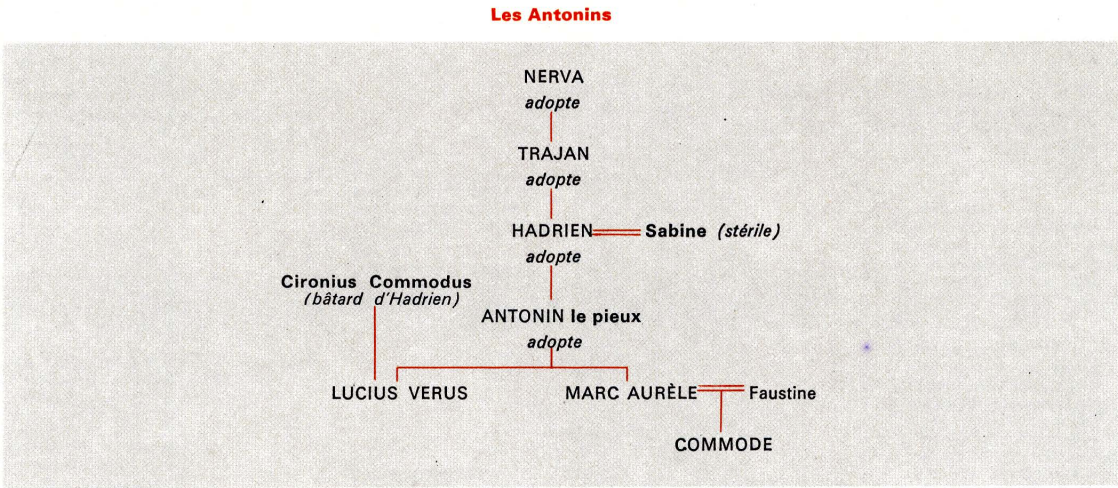 Les Antonins
NERVA
adopte
TRAJAN
adopte
HADRIEN Sabine (stérile)
adopte
Cironius Commodus
(bâtard d'Hadrien)
ANTONIN le pieux
adopte
LUCIUS VERUS MARC AURÈLE Faustine
COMMODE